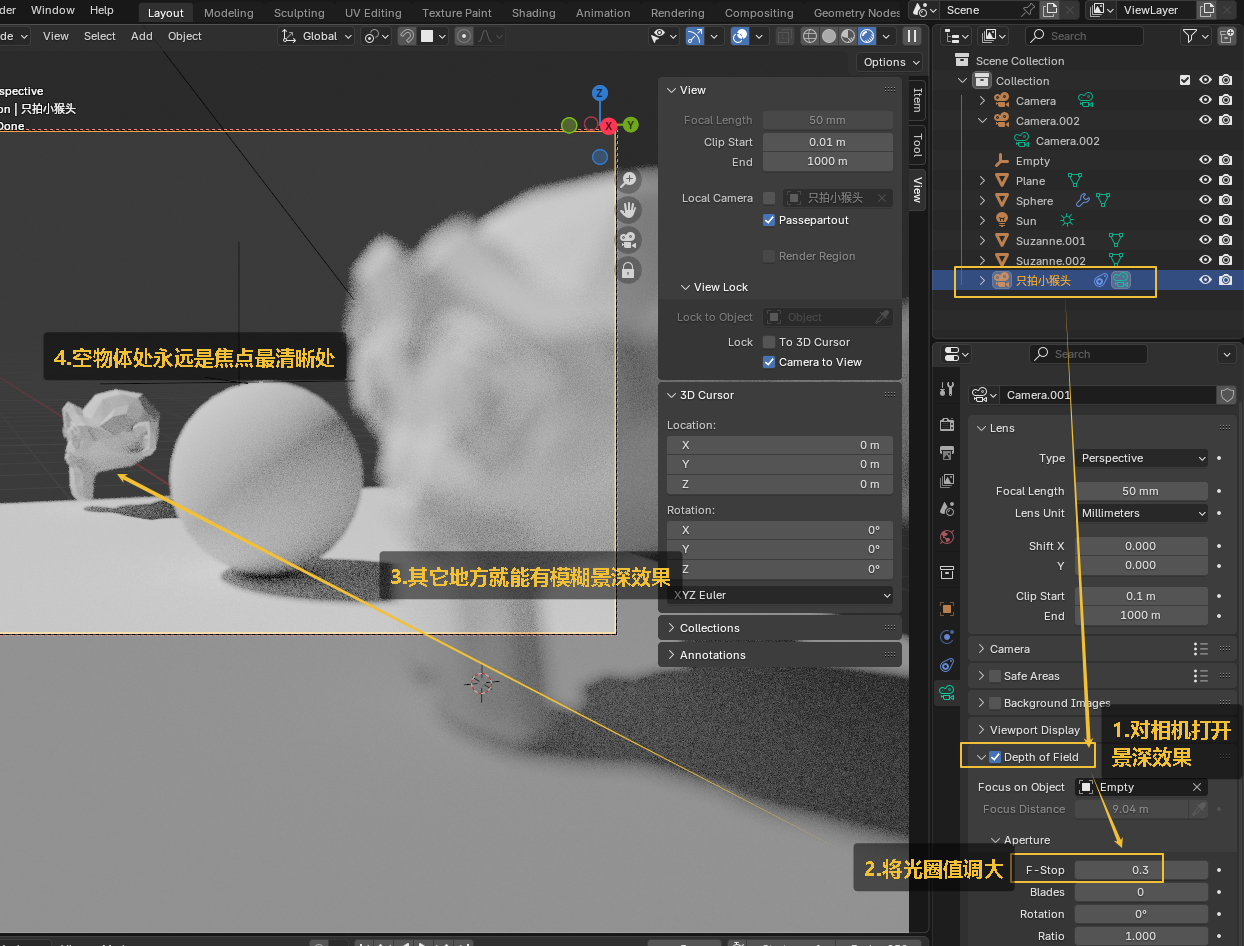 der Window Help Layout Modeling Sculpting UV Editing Texture Paint Shading Animation Rendering Compositing Geometry Nodes Scene ViewLayer
de View Select Add Object Global Search
Options
spective
on | 只拍小猴头
Done
Z
X
Y
View
Focal Length 50 mm
Clip Start 0.01 m
End 1000 m
Local Camera 只拍小猴头
Passepartout
Render Region
View Lock
Lock to Object Object
Lock To 3D Cursor
Camera to View
3D Cursor
Location:
X 0 m
Y 0 m
Z 0 m
Rotation:
X 0°
Y 0°
Z 0°
XYZ Euler
Collections
Annotations
Item
Tool
View
4.空物体处永远是焦点最清晰处
3.其它地方就能有模糊景深效果
Scene Collection
Collection
Camera
Camera.002
Camera.002
Empty
Plane
Sphere
Sun
Suzanne.001
Suzanne.002
只拍小猴头
Search
Camera.001
Lens
Type Perspective
Focal Length 50 mm
Lens Unit Millimeters
Shift X 0.000
Y 0.000
Clip Start 0.1 m
End 1000 m
Camera
Safe Areas
Background Images
Viewport Display
1.对相机打开
景深效果
Depth of Field
Focus on Object Empty
Focus Distance 9.04 m
Aperture
2.将光圈值调大
F-Stop 0.3
Blades 0
Rotation 0°
Ratio 1.000